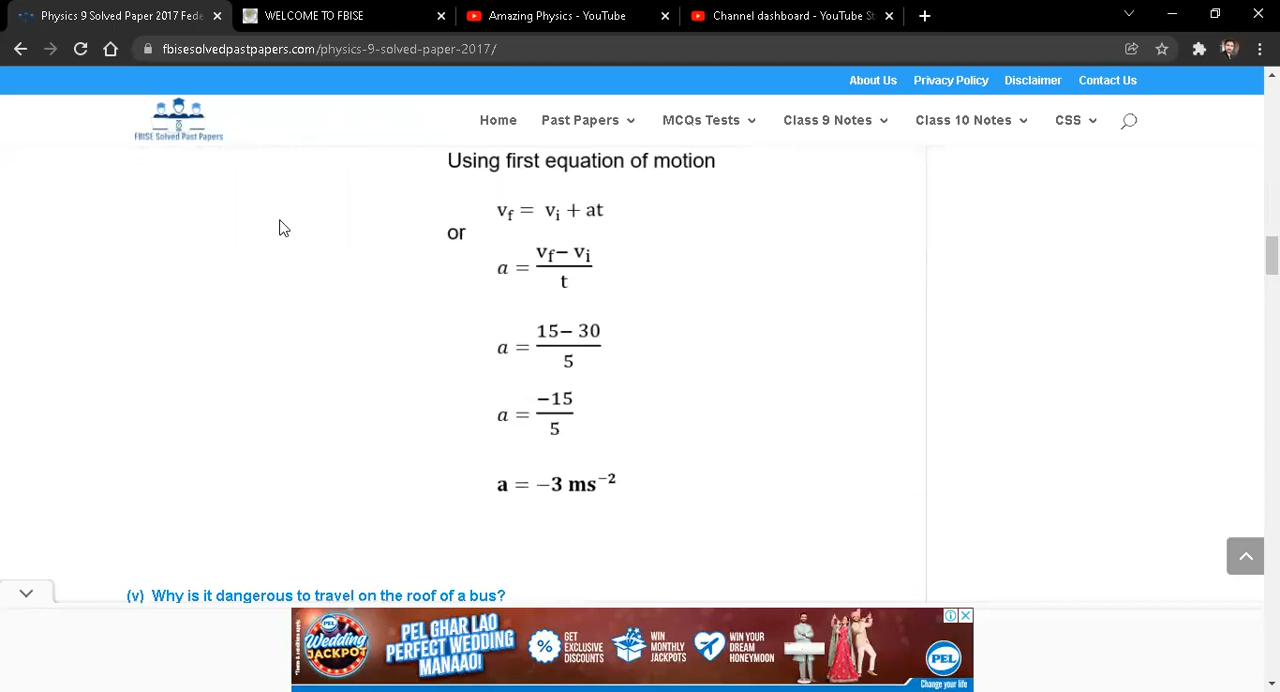 Physics 9 Solved Paper 2017 Fede
WELCOME TO FBISE
Amazing Physics - YouTube
Channel dashboard - YouTube St
fbisesolvedpastpapers.com/physics-9-solved-paper-2017/
About Us Privacy Policy Disclaimer Contact Us
FBISE Solved Past Papers
Home Past Papers MCQs Tests Class 9 Notes Class 10 Notes CSS
Using first equation of motion
v_f = v_i + at
or
a = (v_f – v_i)/t
a = (15 – 30)/5
a = –15/5
a = –3 ms⁻²
(v) Why is it dangerous to travel on the roof of a bus?
PEL
Wedding
JACKPOT
PEL GHAR LAO
PERFECT WEDDING
MANAAO!
%
GET
EXCLUSIVE
DISCOUNTS
WIN
MONTHLY
JACKPOTS
WIN YOUR
DREAM
HONEYMOON
PEL
Change your life